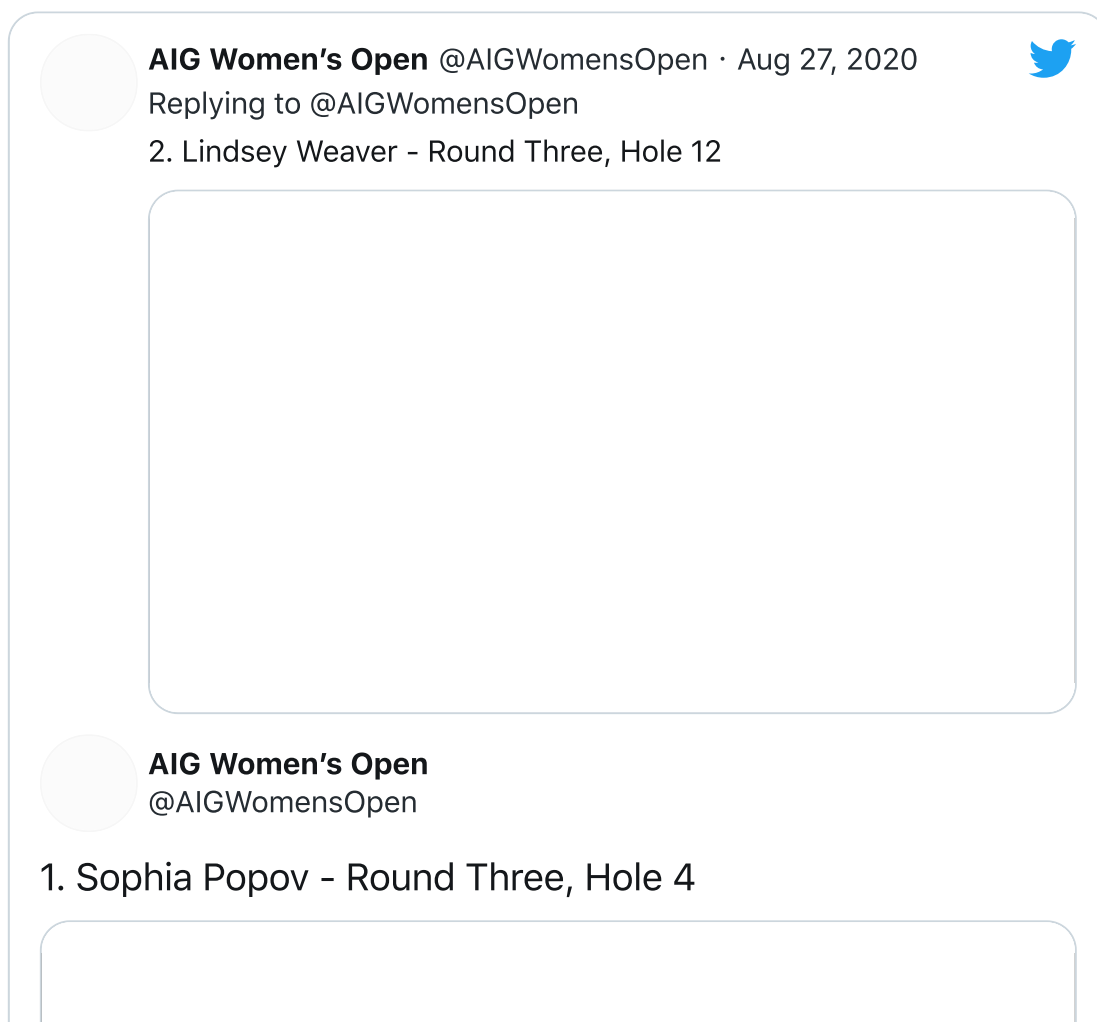 AIG Women’s Open @AIGWomensOpen · Aug 27, 2020
Replying to @AIGWomensOpen
2. Lindsey Weaver - Round Three, Hole 12
AIG Women’s Open
@AIGWomensOpen
1. Sophia Popov - Round Three, Hole 4